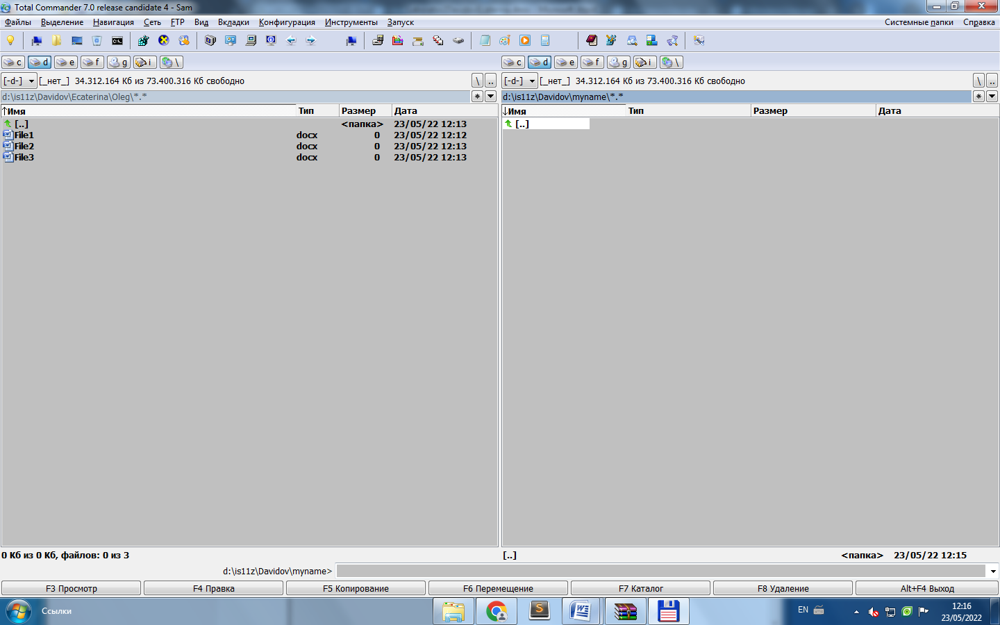 Total Commander 7.0 release candidate 4 - Sam
Файлы Выделение Навигация Сеть FTP Вид Вкладки Конфигурация Инструменты Запуск Системные папки Справка
c d e f g i \ c d e f g i \
[-d-] [_нет_] 34.312.164 Кб из 73.400.316 Кб свободно \ .. [-d-] [_нет_] 34.312.164 Кб из 73.400.316 Кб свободно \ ..
d:\is11z\Davidov\Ecaterina\Oleg\*.* * d:\is11z\Davidov\myname\*.* *
↑Имя Тип Размер Дата ↓Имя Тип Размер Дата
[..] <папка> 23/05/22 12:13 [..]
File1 docx 0 23/05/22 12:12
File2 docx 0 23/05/22 12:13
File3 docx 0 23/05/22 12:13
0 Кб из 0 Кб, файлов: 0 из 3 [..] <папка> 23/05/22 12:15
d:\is11z\Davidov\myname>
F3 Просмотр F4 Правка F5 Копирование F6 Перемещение F7 Каталог F8 Удаление Alt+F4 Выход
Ссылки EN 12:16
23/05/2022